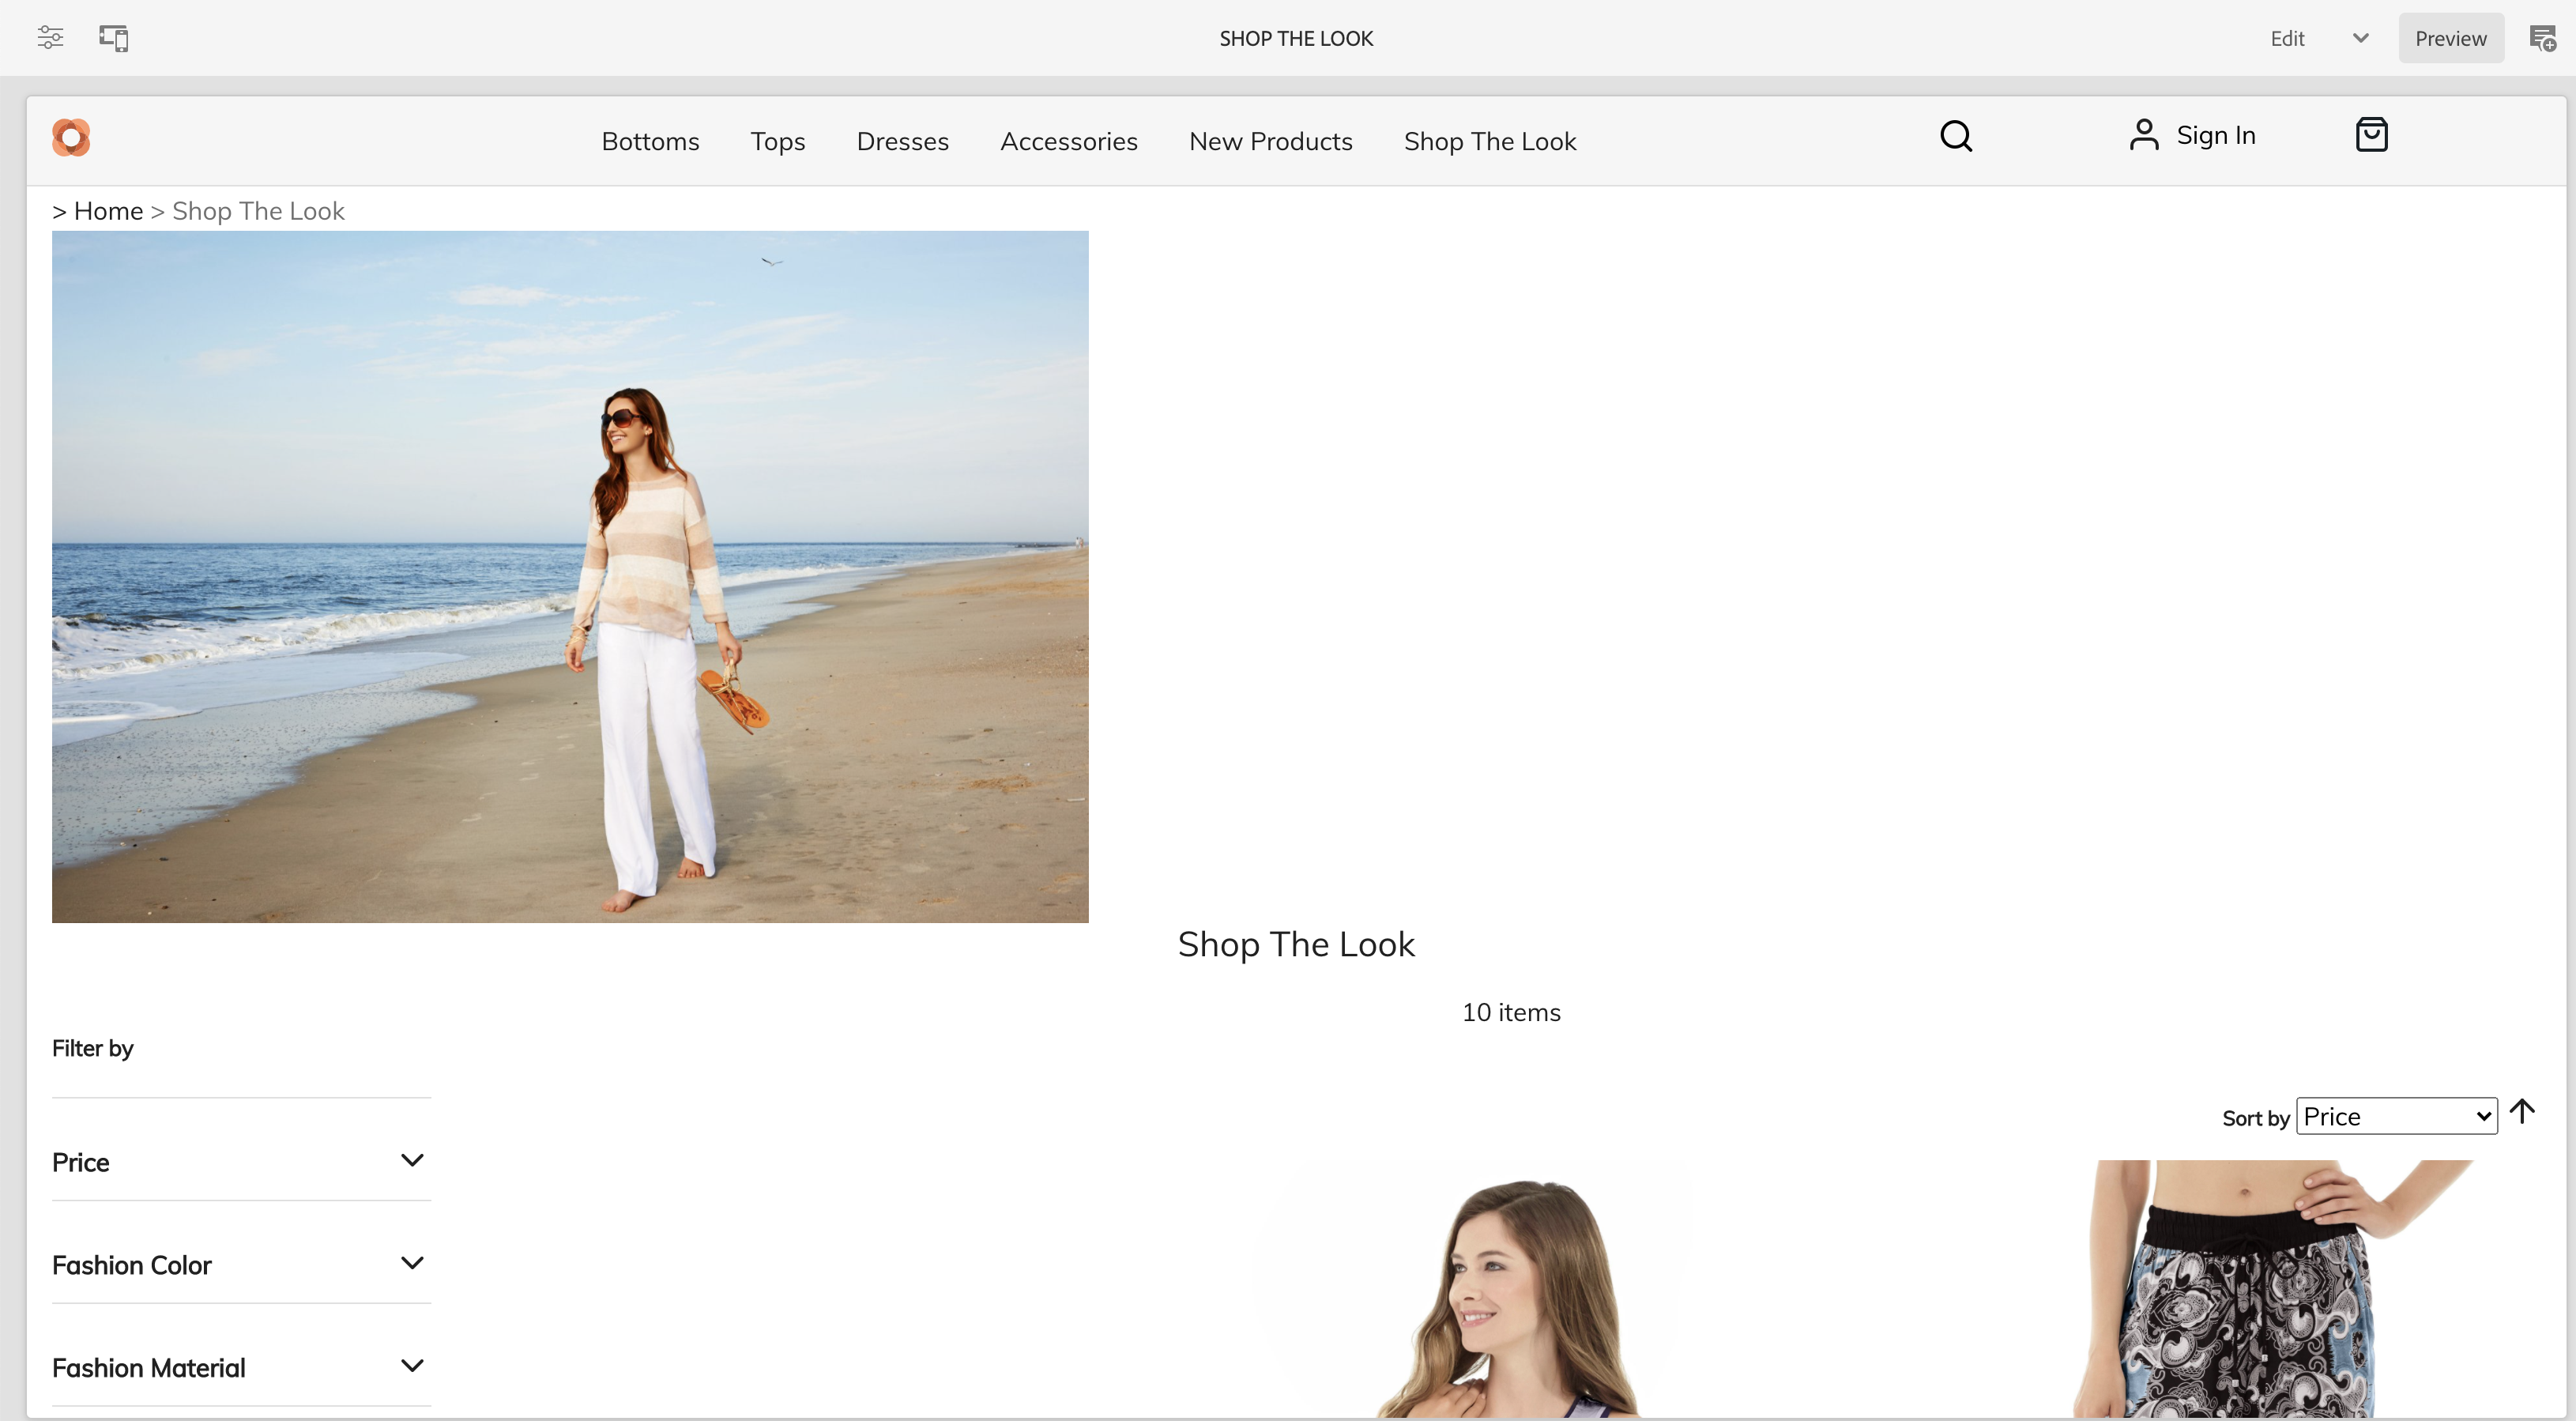 SHOP THE LOOK
Edit
Preview
Bottoms Tops Dresses Accessories New Products Shop The Look
Sign In
> Home > Shop The Look
Shop The Look
10 items
Filter by
Sort by Price
Price
Fashion Color
Fashion Material